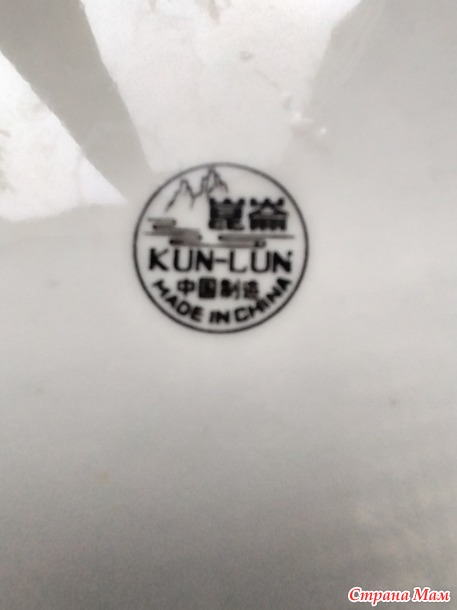 崑崙
KUN-LUN
中国制造
MADE IN CHINA
Страна Мам